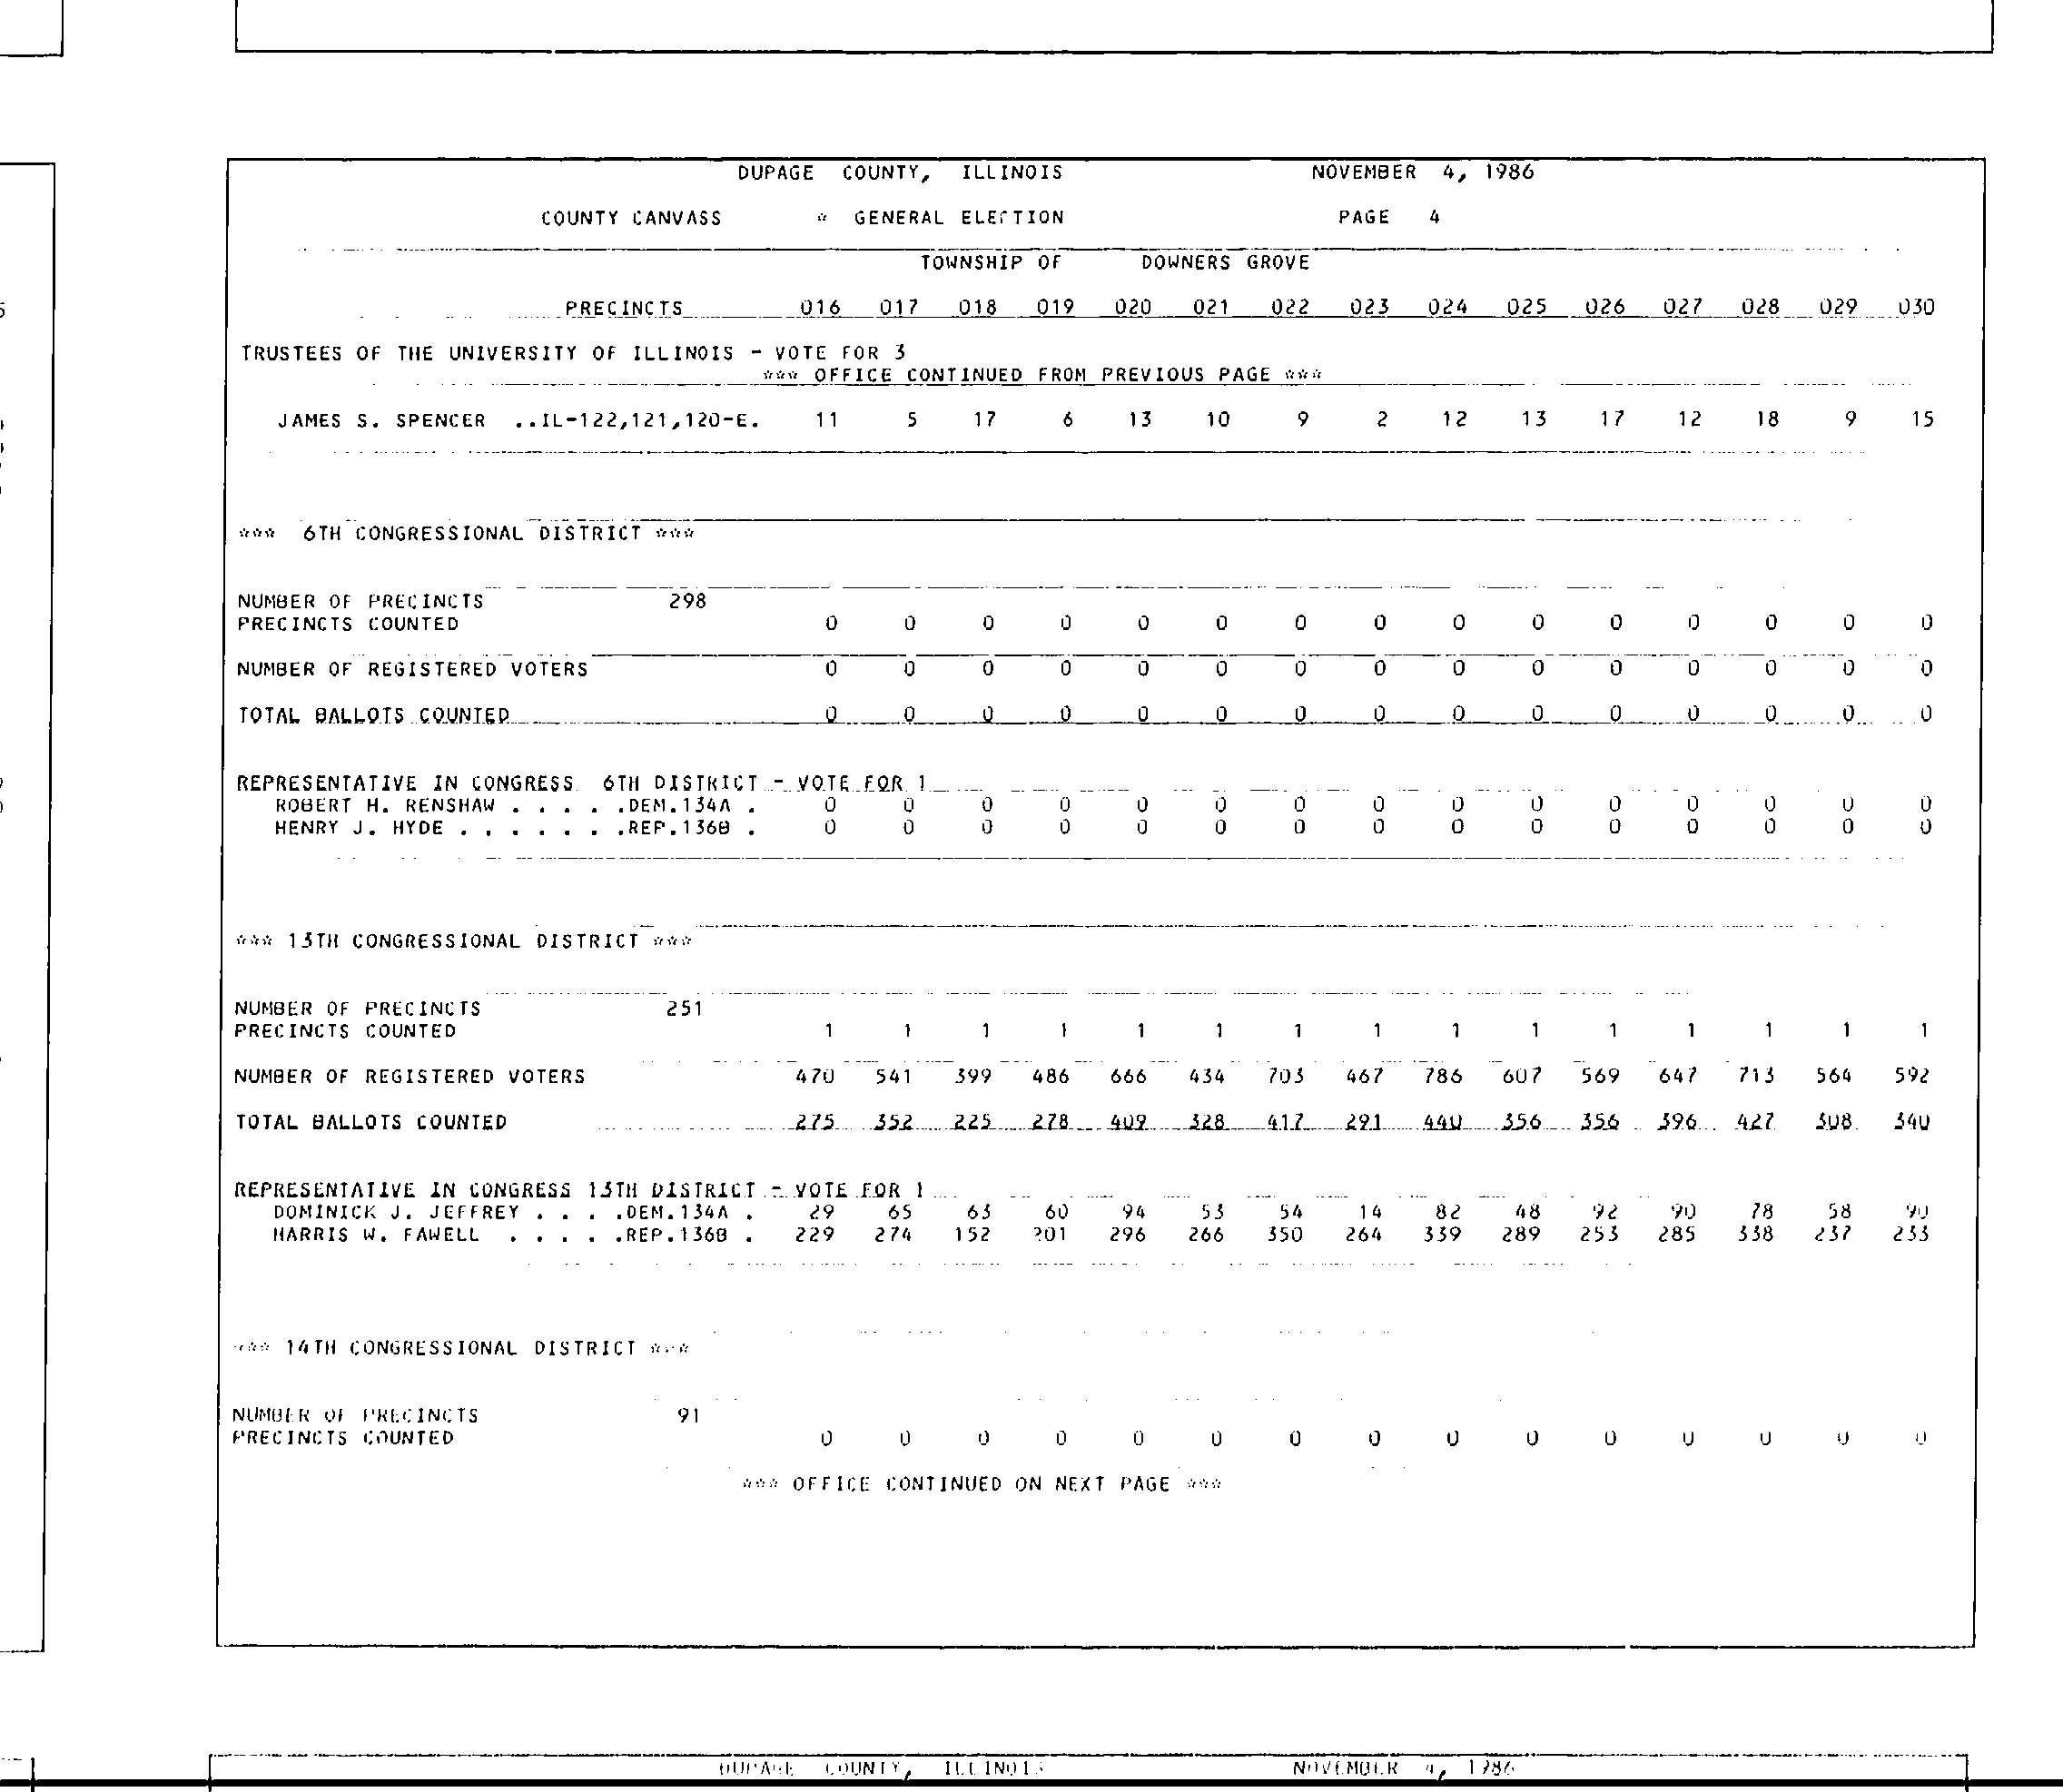 DUPAGE COUNTY, ILLINOIS NOVEMBER 4, 1986
COUNTY CANVASS * GENERAL ELECTION PAGE 4
TOWNSHIP OF DOWNERS GROVE
PRECINCTS 016 017 018 019 020 021 022 023 024 025 026 027 028 029 030
TRUSTEES OF THE UNIVERSITY OF ILLINOIS - VOTE FOR 3
*** OFFICE CONTINUED FROM PREVIOUS PAGE ***
JAMES S. SPENCER ..IL-122,121,120-E. 11 5 17 6 13 10 9 2 12 13 17 12 18 9 15
*** 6TH CONGRESSIONAL DISTRICT ***
NUMBER OF PRECINCTS 298
PRECINCTS COUNTED 0 0 0 0 0 0 0 0 0 0 0 0 0 0 0
NUMBER OF REGISTERED VOTERS 0 0 0 0 0 0 0 0 0 0 0 0 0 0 0
TOTAL BALLOTS COUNTED 0 0 0 0 0 0 0 0 0 0 0 0 0 0 0
REPRESENTATIVE IN CONGRESS 6TH DISTRICT - VOTE FOR 1
ROBERT H. RENSHAW . . . . .DEM.134A . 0 0 0 0 0 0 0 0 0 0 0 0 0 0 0
HENRY J. HYDE . . . . . . .REP.136B . 0 0 0 0 0 0 0 0 0 0 0 0 0 0 0
*** 13TH CONGRESSIONAL DISTRICT ***
NUMBER OF PRECINCTS 251
PRECINCTS COUNTED 1 1 1 1 1 1 1 1 1 1 1 1 1 1 1
NUMBER OF REGISTERED VOTERS 470 541 399 486 666 434 703 467 786 607 569 647 713 564 592
TOTAL BALLOTS COUNTED 275 352 225 278 409 328 417 291 440 356 356 396 427 308 340
REPRESENTATIVE IN CONGRESS 13TH DISTRICT - VOTE FOR 1
DOMINICK J. JEFFREY . . . .DEM.134A . 29 65 63 60 94 53 54 14 82 48 92 90 78 58 90
HARRIS W. FAWELL . . . . .REP.136B . 229 274 152 201 296 266 350 264 339 289 253 285 338 237 233
*** 14TH CONGRESSIONAL DISTRICT ***
NUMBER OF PRECINCTS 91
PRECINCTS COUNTED 0 0 0 0 0 0 0 0 0 0 0 0 0 0 0
*** OFFICE CONTINUED ON NEXT PAGE ***
DUPAGE COUNTY, ILLINOIS NOVEMBER 4, 1986